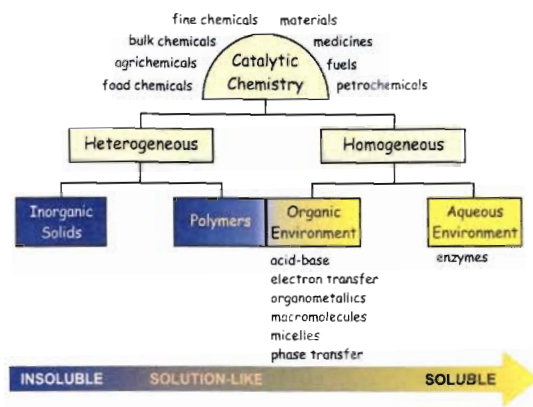 fine chemicals
materials
bulk chemicals
medicines
agrichemicals
fuels
food chemicals
petrochemicals
Catalytic
Chemistry
Heterogeneous
Homogeneous
Inorganic
Solids
Polymers
Organic
Environment
Aqueous
Environment
acid-base
electron transfer
organometallics
macromolecules
micelles
phase transfer
enzymes
INSOLUBLE
SOLUTION-LIKE
SOLUBLE